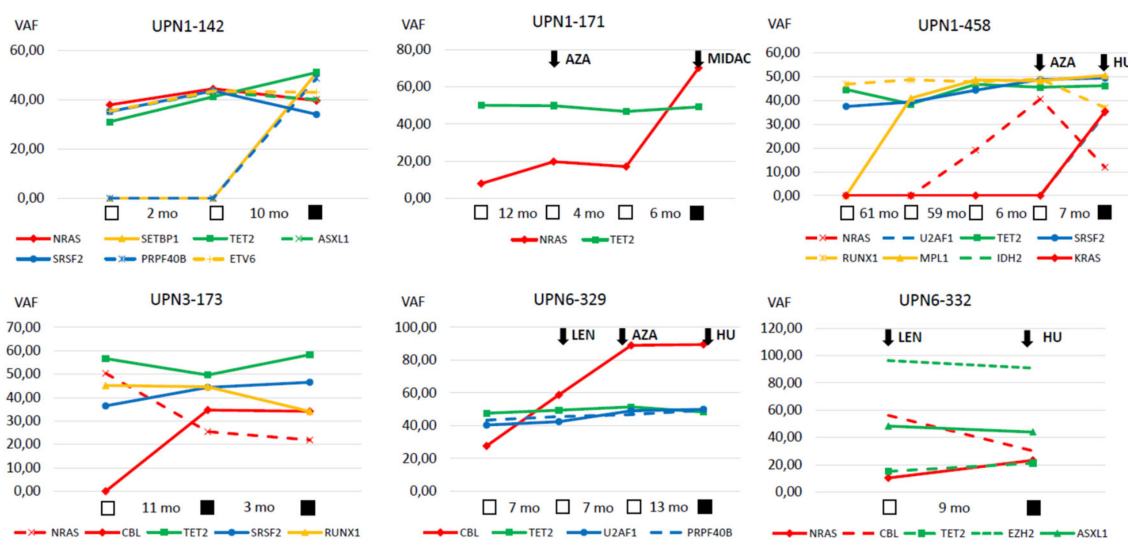 VAF UPN1-142
60,00
40,00
20,00
0,00
2 mo 10 mo
NRAS SETBP1 TET2 ASXL1
SRSF2 PRPF40B ETV6
VAF UPN1-171
80,00
AZA MIDAC
60,00
40,00
20,00
0,00
12 mo 4 mo 6 mo
NRAS TET2
VAF UPN1-458
60,00
AZA HU
50,00
40,00
30,00
20,00
10,00
0,00
61 mo 59 mo 6 mo 7 mo
NRAS U2AF1 TET2 SRSF2
RUNX1 MPL1 IDH2 KRAS
VAF UPN3-173
70,00
60,00
50,00
40,00
30,00
20,00
10,00
0,00
11 mo 3 mo
NRAS CBL TET2 SRSF2 RUNX1
VAF UPN6-329
100,00
LEN AZA HU
80,00
60,00
40,00
20,00
0,00
7 mo 7 mo 13 mo
CBL TET2 U2AF1 PRPF40B
VAF UPN6-332
120,00
LEN HU
100,00
80,00
60,00
40,00
20,00
0,00
9 mo
NRAS CBL TET2 EZH2 ASXL1